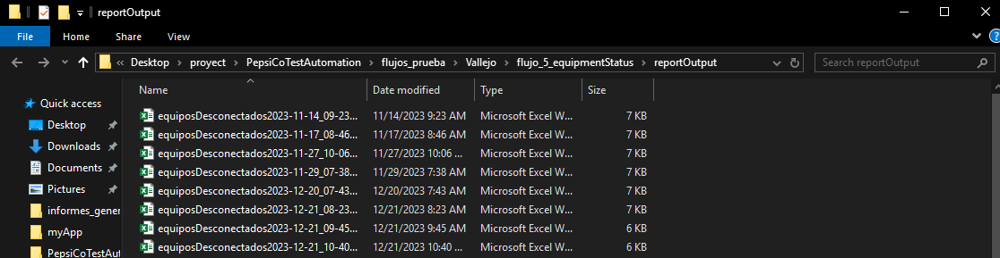 reportOutput
File Home Share View
« Desktop › proyect › PepsiCoTestAutomation › flujos_prueba › Vallejo › flujo_5_equipmentStatus › reportOutput Search reportOutput
Name Date modified Type Size
Quick access
Desktop
Downloads
Documents
Pictures
informes_gener
myApp
PepsiCoTestAut
equiposDesconectados2023-11-14_09-23... 11/14/2023 9:23 AM Microsoft Excel W... 7 KB
equiposDesconectados2023-11-17_08-46... 11/17/2023 8:46 AM Microsoft Excel W... 7 KB
equiposDesconectados2023-11-27_10-06... 11/27/2023 10:06 ... Microsoft Excel W... 7 KB
equiposDesconectados2023-11-29_07-38... 11/29/2023 7:38 AM Microsoft Excel W... 7 KB
equiposDesconectados2023-12-20_07-43... 12/20/2023 7:43 AM Microsoft Excel W... 7 KB
equiposDesconectados2023-12-21_08-23... 12/21/2023 8:23 AM Microsoft Excel W... 7 KB
equiposDesconectados2023-12-21_09-45... 12/21/2023 9:45 AM Microsoft Excel W... 6 KB
equiposDesconectados2023-12-21_10-40... 12/21/2023 10:40 ... Microsoft Excel W... 6 KB